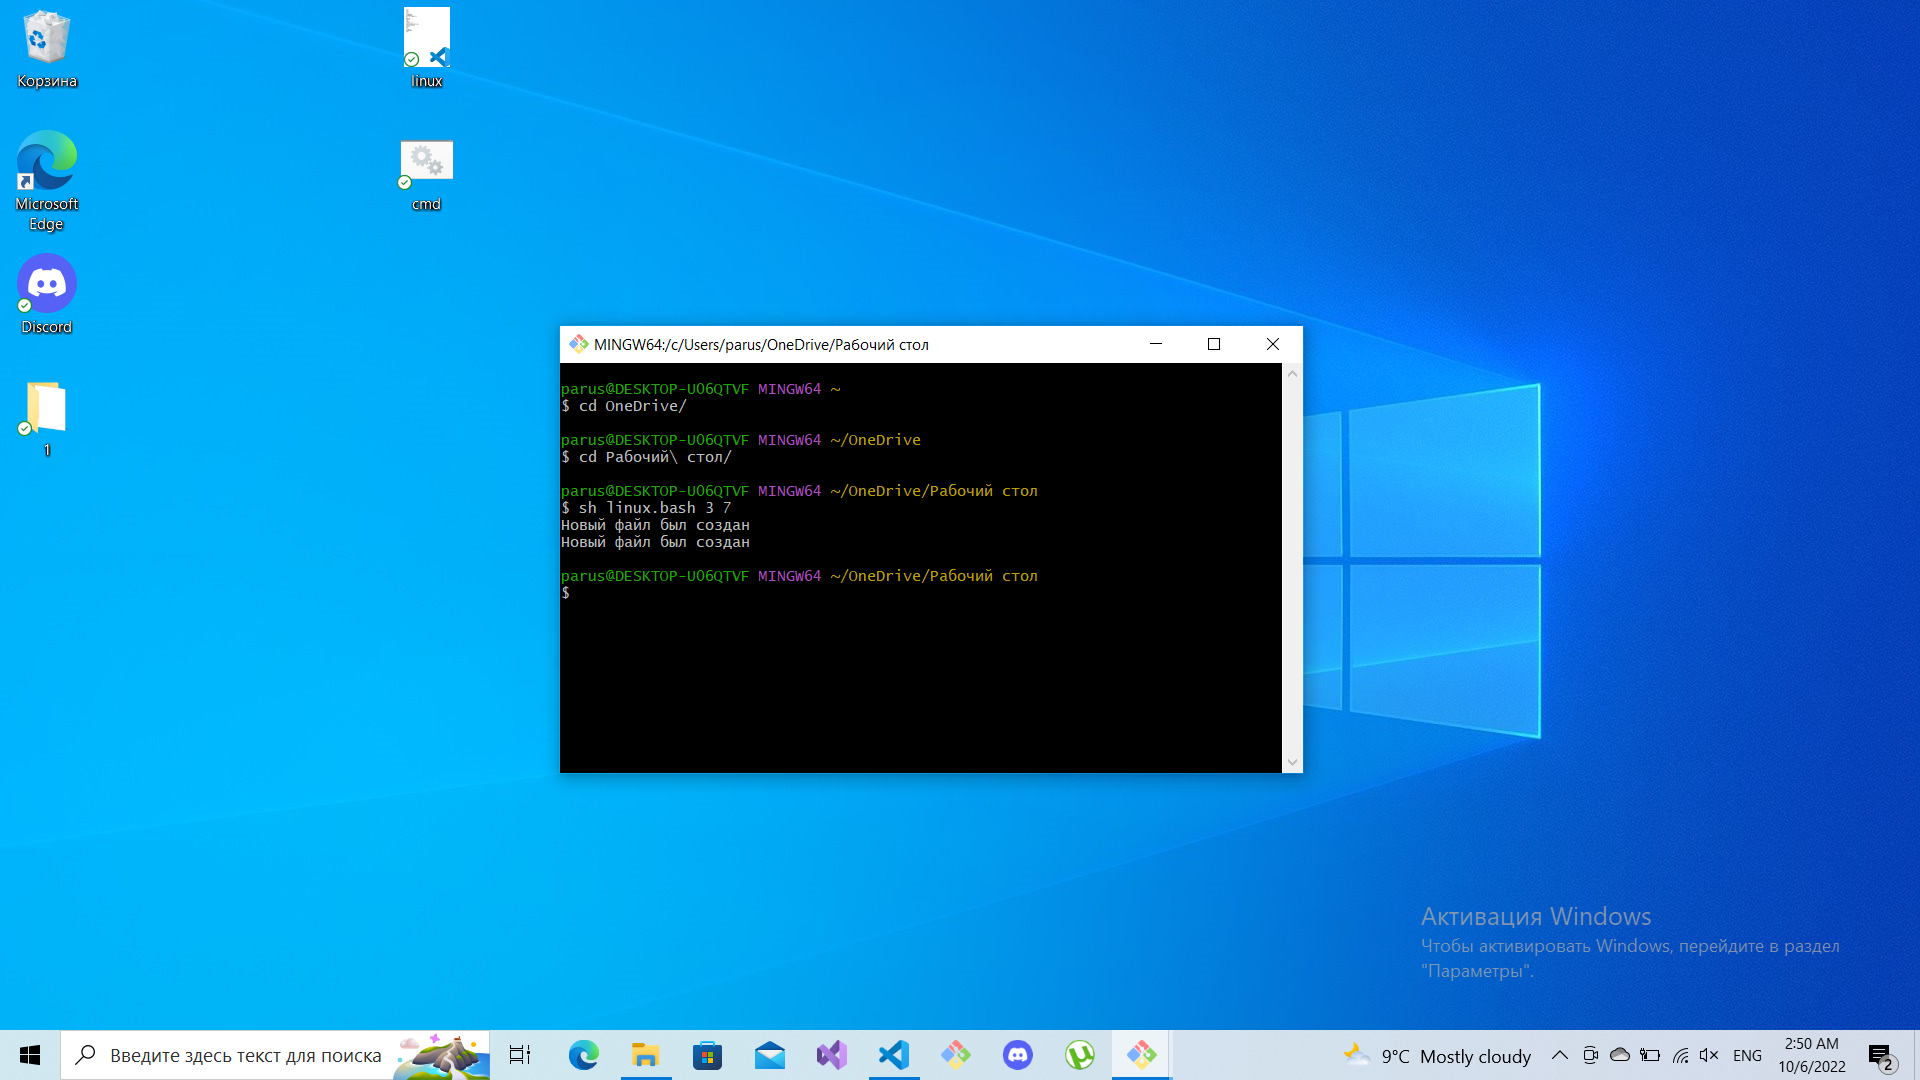 Корзина
linux
Microsoft
Edge
cmd
Discord
1
MINGW64:/c/Users/parus/OneDrive/Рабочий стол
parus@DESKTOP-U06QTVF MINGW64 ~
$ cd OneDrive/
parus@DESKTOP-U06QTVF MINGW64 ~/OneDrive
$ cd Рабочий\ стол/
parus@DESKTOP-U06QTVF MINGW64 ~/OneDrive/Рабочий стол
$ sh linux.bash 3 7
Новый файл был создан
Новый файл был создан
parus@DESKTOP-U06QTVF MINGW64 ~/OneDrive/Рабочий стол
$
Активация Windows
Чтобы активировать Windows, перейдите в раздел
"Параметры".
Введите здесь текст для поиска
9°C Mostly cloudy
ENG
2:50 AM
10/6/2022
2